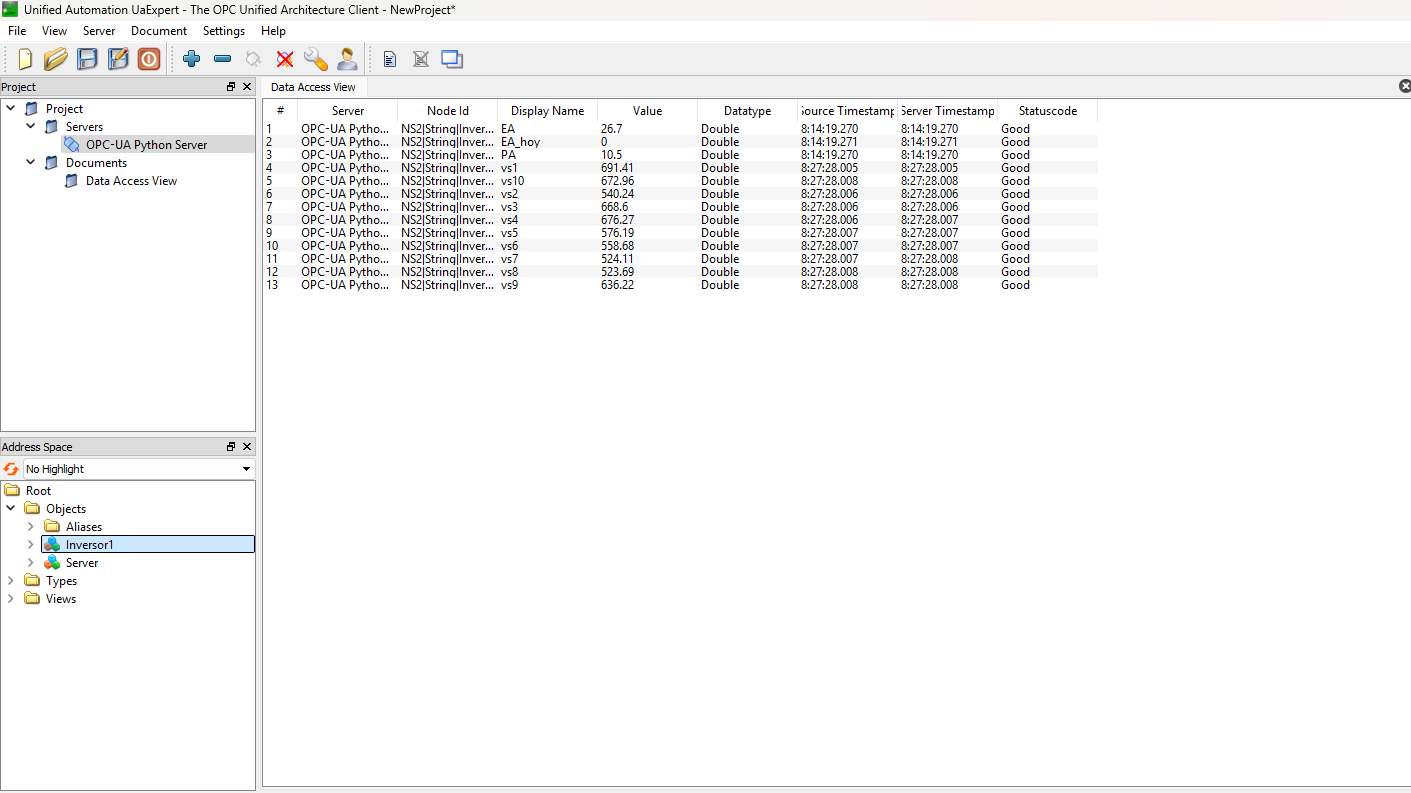 Unified Automation UaExpert - The OPC Unified Architecture Client - NewProject*
File View Server Document Settings Help
Project
Project
Servers
OPC-UA Python Server
Documents
Data Access View
Address Space
No Highlight
Root
Objects
Aliases
Inversor1
Server
Types
Views
Data Access View
# Server Node Id Display Name Value Datatype Source Timestamp Server Timestamp Statuscode
1 OPC-UA Pytho... NS2|String|Inver... EA 26.7 Double 8:14:19.270 8:14:19.270 Good
2 OPC-UA Pytho... NS2|String|Inver... EA_hoy 0 Double 8:14:19.271 8:14:19.271 Good
3 OPC-UA Pytho... NS2|String|Inver... PA 10.5 Double 8:14:19.270 8:14:19.270 Good
4 OPC-UA Pytho... NS2|String|Inver... vs1 691.41 Double 8:27:28.005 8:27:28.005 Good
5 OPC-UA Pytho... NS2|String|Inver... vs10 672.96 Double 8:27:28.008 8:27:28.008 Good
6 OPC-UA Pytho... NS2|String|Inver... vs2 540.24 Double 8:27:28.006 8:27:28.006 Good
7 OPC-UA Pytho... NS2|String|Inver... vs3 668.6 Double 8:27:28.006 8:27:28.006 Good
8 OPC-UA Pytho... NS2|String|Inver... vs4 676.27 Double 8:27:28.006 8:27:28.007 Good
9 OPC-UA Pytho... NS2|String|Inver... vs5 576.19 Double 8:27:28.007 8:27:28.007 Good
10 OPC-UA Pytho... NS2|String|Inver... vs6 558.68 Double 8:27:28.007 8:27:28.007 Good
11 OPC-UA Pytho... NS2|String|Inver... vs7 524.11 Double 8:27:28.007 8:27:28.008 Good
12 OPC-UA Pytho... NS2|String|Inver... vs8 523.69 Double 8:27:28.008 8:27:28.008 Good
13 OPC-UA Pytho... NS2|String|Inver... vs9 636.22 Double 8:27:28.008 8:27:28.008 Good